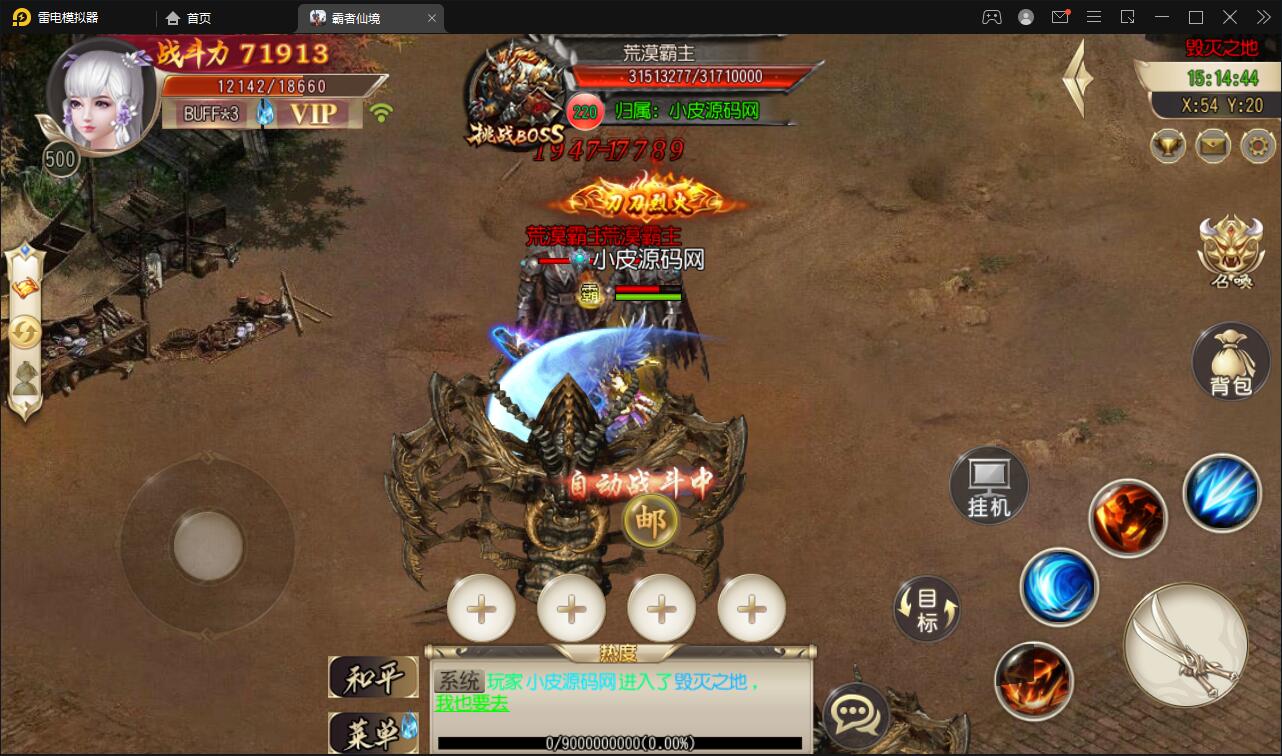 雷电模拟器
首页
霸者仙境
战斗力 71913
12142/18660
BUFF*3
VIP
500
荒漠霸主
31513277/31710000
220
归属：小皮源码网
挑战BOSS
毁灭之地
15:14:44
X:54 Y:20
刀刀烈火
荒漠霸主荒漠霸主
小皮源码网
霸
召唤
背包
自动战斗中
邮
挂机
目标
热度
和平
菜单
系统 玩家 小皮源码网 进入了 毁灭之地，
我也要去
0/9000000000(0.00%)